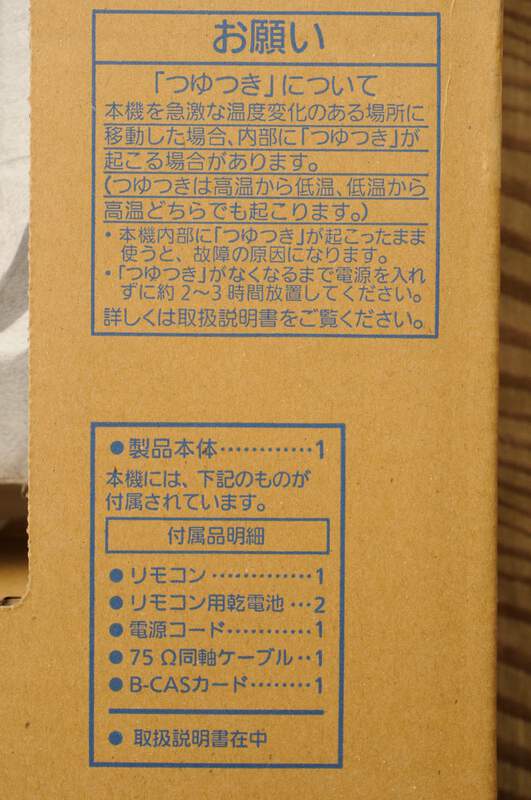 お願い
「つゆつき」について
本機を急激な温度変化のある場所に
移動した場合、内部に「つゆつき」が
起こる場合があります。
(つゆつきは高温から低温、低温から
高温どちらでも起こります。)
・本機内部に「つゆつき」が起こったまま
使うと、故障の原因になります。
・「つゆつき」がなくなるまで電源を入れ
ずに約2〜3時間放置してください。
詳しくは取扱説明書をご覧ください。
●製品本体…………1
本機には、下記のものが
付属されています。
付属品明細
●リモコン…………1
●リモコン用乾電池…2
●電源コード…………1
●75Ω同軸ケーブル‥1
●B-CASカード………1
●取扱説明書在中